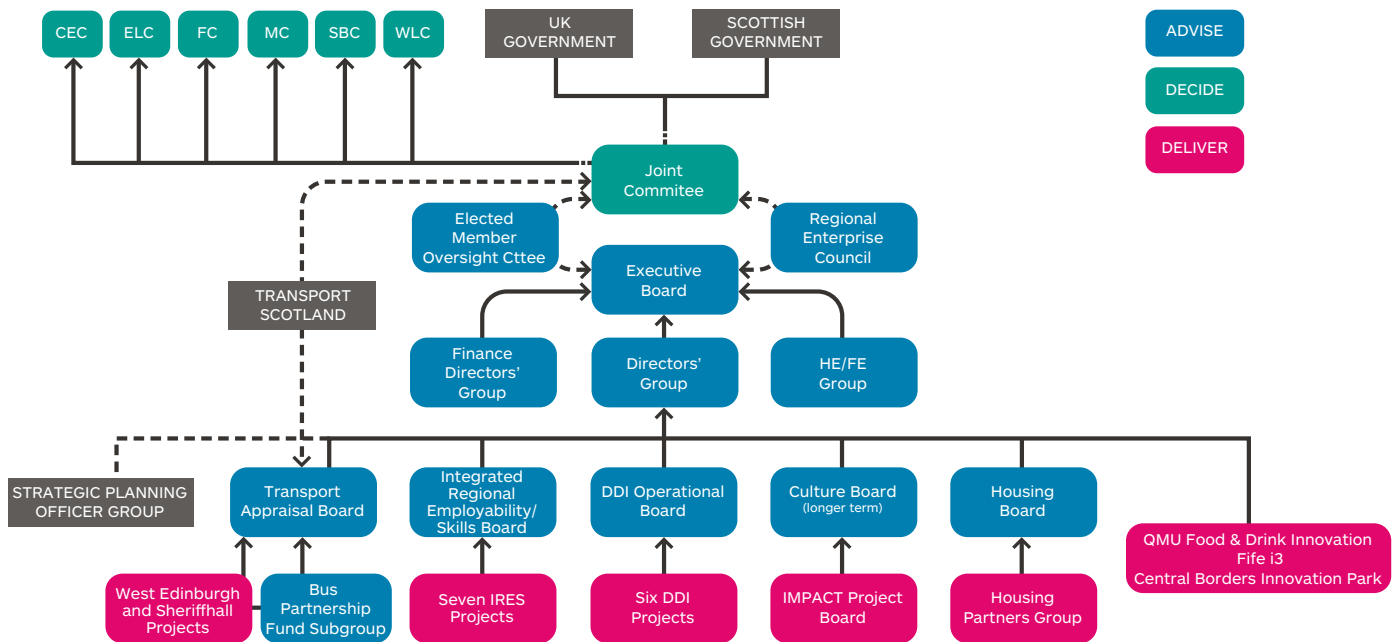 CEC
ELC
FC
MC
SBC
WLC
UK
GOVERNMENT
SCOTTISH
GOVERNMENT
ADVISE
DECIDE
DELIVER
Joint
Commitee
Elected
Member
Oversight Cttee
Regional
Enterprise
Council
Executive
Board
TRANSPORT
SCOTLAND
Finance
Directors'
Group
Directors'
Group
HE/FE
Group
STRATEGIC PLANNING
OFFICER GROUP
Transport
Appraisal Board
Integrated
Regional
Employability/
Skills Board
DDI Operational
Board
Culture Board
(longer term)
Housing
Board
QMU Food & Drink Innovation
Fife i3
Central Borders Innovation Park
West Edinburgh
and Sheriffhall
Projects
Bus
Partnership
Fund Subgroup
Seven IRES
Projects
Six DDI
Projects
IMPACT Project
Board
Housing
Partners Group